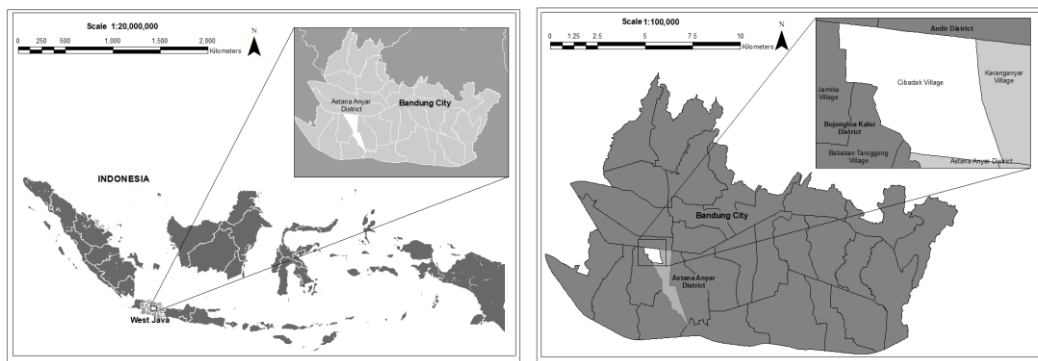 Scale 1:20,000,000
N
0 250 500 1,000 1,500 2,000
Kilometers
Astana Anyar
District
Bandung City
INDONESIA
West Java
Scale 1:100,000
N
0 1.25 2.5 5 7.5 10
Kilometers
Andir District
Cibadak Village
Karanganyar
Village
Jamika
Village
Bojongloa Kaler
District
Babakan Taroggong
Village
Astana Anyar District
Bandung City
Astana Anyar
District